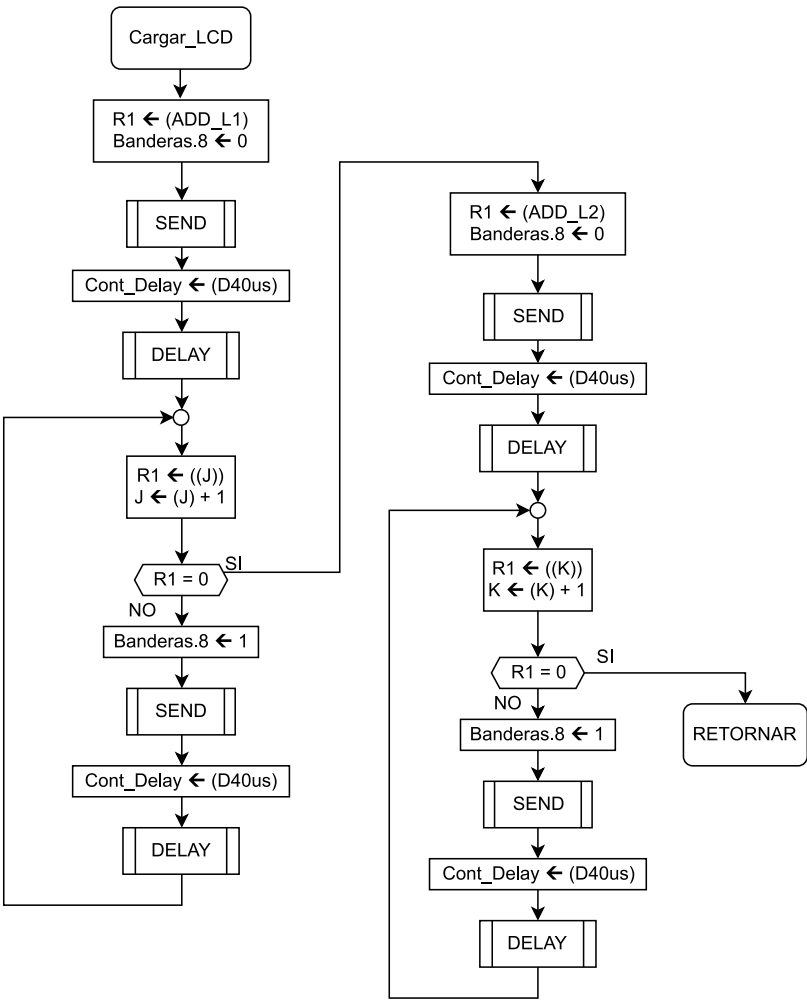 Cargar_LCD
R1 ← (ADD_L1)
Banderas.8 ← 0
SEND
Cont_Delay ← (D40us)
DELAY
R1 ← ((J))
J ← (J) + 1
R1 = 0
SI
NO
Banderas.8 ← 1
SEND
Cont_Delay ← (D40us)
DELAY
R1 ← (ADD_L2)
Banderas.8 ← 0
SEND
Cont_Delay ← (D40us)
DELAY
R1 ← ((K))
K ← (K) + 1
R1 = 0
SI
NO
Banderas.8 ← 1
SEND
Cont_Delay ← (D40us)
DELAY
RETORNAR